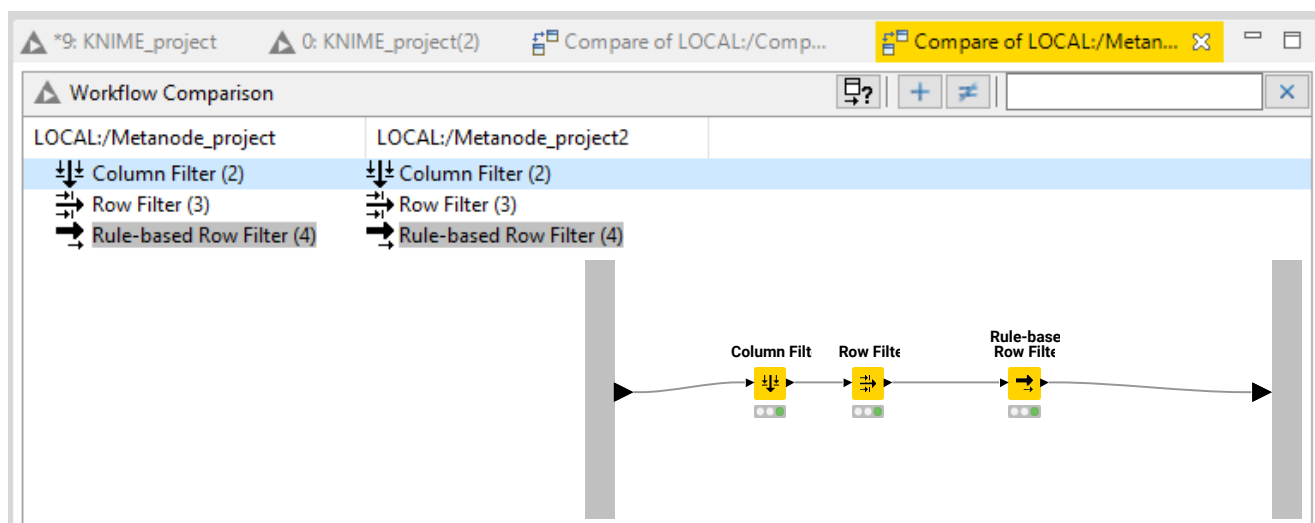 *9: KNIME_project
0: KNIME_project(2)
Compare of LOCAL:/Comp...
Compare of LOCAL:/Metan...
Workflow Comparison
?
LOCAL:/Metanode_project
LOCAL:/Metanode_project2
Column Filter (2)
Column Filter (2)
Row Filter (3)
Row Filter (3)
Rule-based Row Filter (4)
Rule-based Row Filter (4)
Column Filt
Row Filte
Rule-base
Row Filte